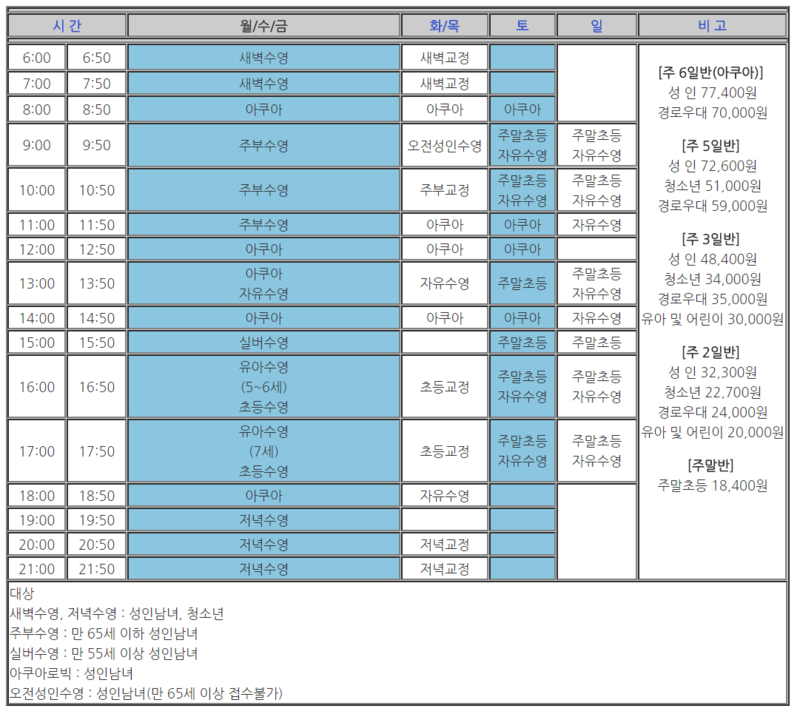 시 간 월/수/금 화/목 토 일 비 고
6:00 6:50 새벽수영 새벽교정
7:00 7:50 새벽수영 새벽교정
8:00 8:50 아쿠아 아쿠아 아쿠아
9:00 9:50 주부수영 오전성인수영 주말초등 주말초등
자유수영 자유수영
10:00 10:50 주부수영 주부교정 주말초등 주말초등
자유수영 자유수영
11:00 11:50 주부수영 아쿠아 아쿠아 자유수영
12:00 12:50 아쿠아 아쿠아 아쿠아
13:00 13:50 아쿠아 자유수영 주말초등 주말초등
자유수영 자유수영
14:00 14:50 아쿠아 아쿠아 아쿠아 자유수영
15:00 15:50 실버수영 주말초등 주말초등
16:00 16:50 유아수영 초등교정 주말초등 주말초등
(5~6세) 자유수영 자유수영
초등수영
17:00 17:50 유아수영 초등교정 주말초등 주말초등
(7세) 자유수영 자유수영
초등수영
18:00 18:50 아쿠아 자유수영
19:00 19:50 저녁수영
20:00 20:50 저녁수영 저녁교정
21:00 21:50 저녁수영 저녁교정
[주 6일반(아쿠아)]
성 인 77,400원
경로우대 70,000원
[주 5일반]
성 인 72,600원
청소년 51,000원
경로우대 59,000원
[주 3일반]
성 인 48,400원
청소년 34,000원
경로우대 35,000원
유아 및 어린이 30,000원
[주 2일반]
성 인 32,300원
청소년 22,700원
경로우대 24,000원
유아 및 어린이 20,000원
[주말반]
주말초등 18,400원
대상
새벽수영, 저녁수영 : 성인남녀, 청소년
주부수영 : 만 65세 이하 성인남녀
실버수영 : 만 55세 이상 성인남녀
아쿠아로빅 : 성인남녀
오전성인수영 : 성인남녀(만 65세 이상 접수불가)